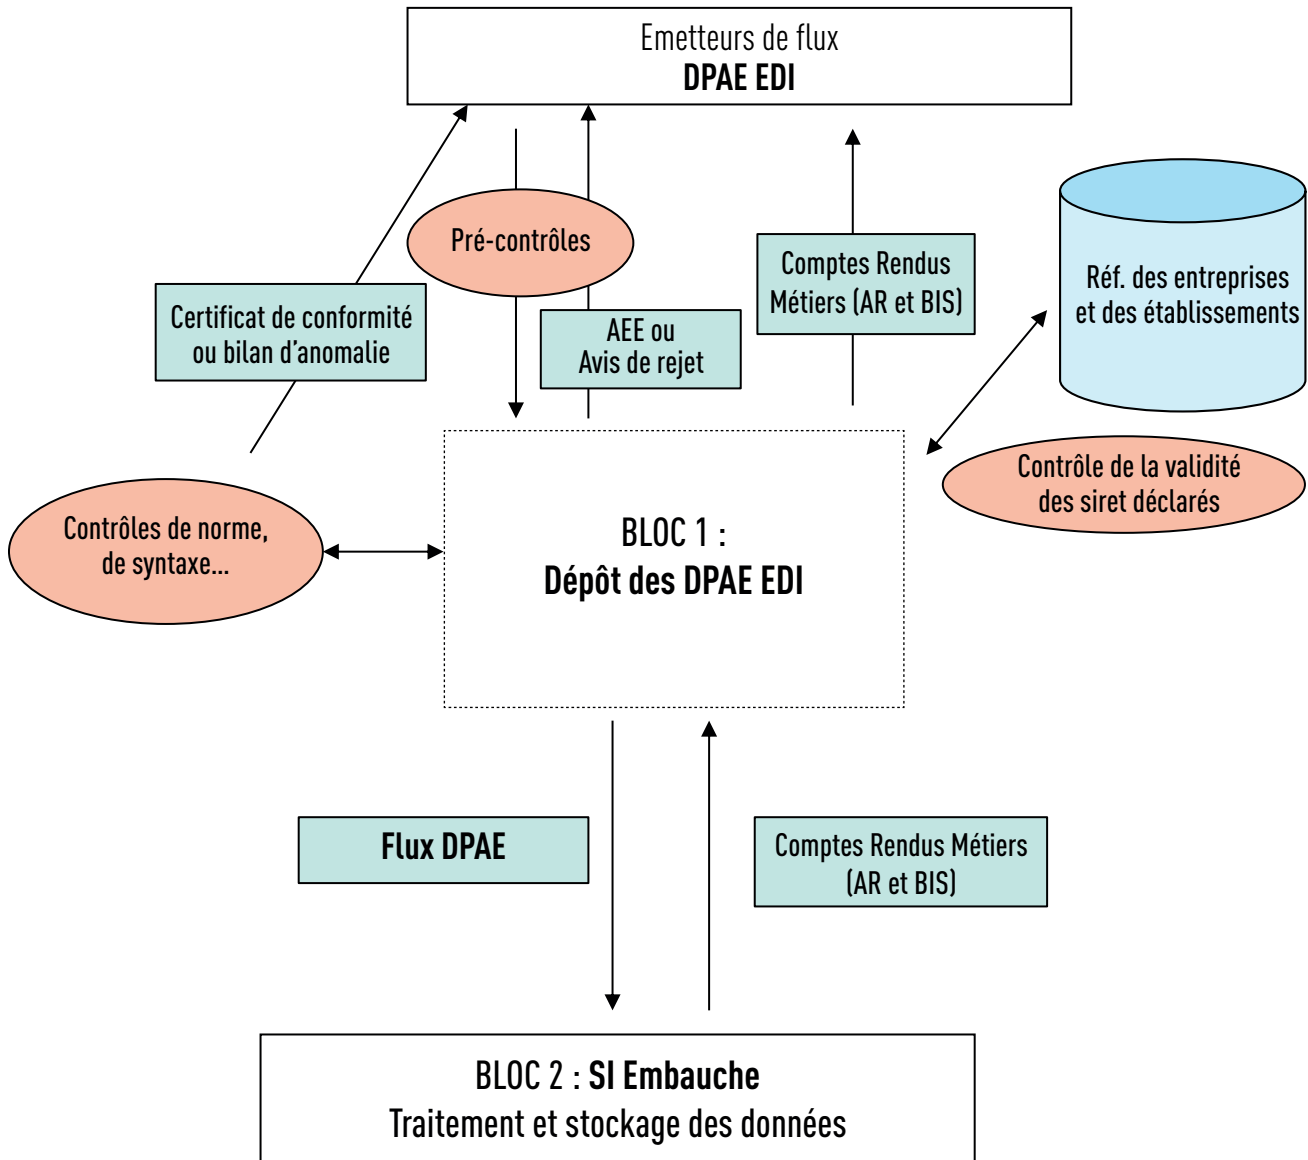 Emetteurs de flux
DPAE EDI
Pré-contrôles
Certificat de conformité
ou bilan d’anomalie
AEE ou
Avis de rejet
Comptes Rendus
Métiers (AR et BIS)
Réf. des entreprises
et des établissements
Contrôle de la validité
des siret déclarés
Contrôles de norme,
de syntaxe...
BLOC 1 :
Dépôt des DPAE EDI
Flux DPAE
Comptes Rendus Métiers
(AR et BIS)
BLOC 2 : SI Embauche
Traitement et stockage des données